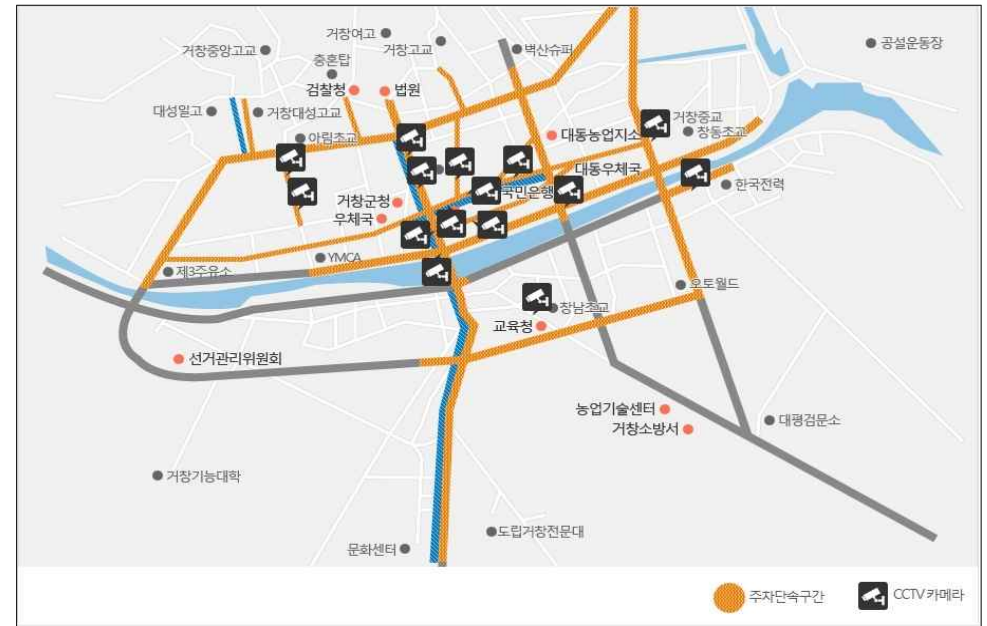 거창여고
거창고교
벽산슈퍼
공설운동장
거창중앙고교
충혼탑
검찰청
법원
대성일고
거창대성고교
아림초교
거창중교
창동초교
대동농업지소
대동우체국
국민은행
한국전력
거창군청
우체국
YMCA
제3주유소
오토월드
창남초교
교육청
선거관리위원회
농업기술센터
거창소방서
대평검문소
거창기능대학
도립거창전문대
문화센터
주차단속구간
CCTV카메라